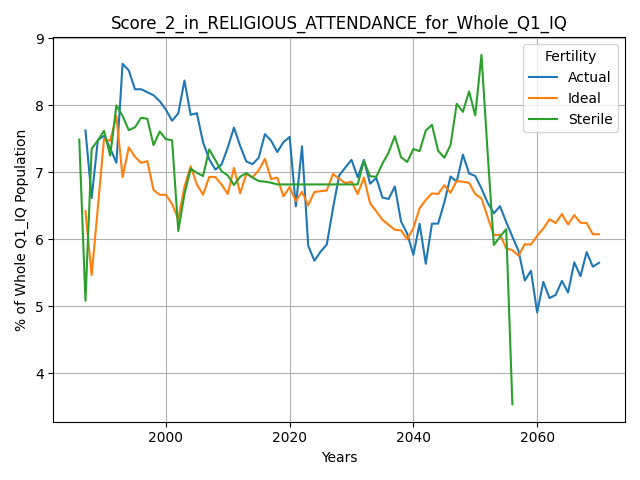 Score_2_in_RELIGIOUS_ATTENDANCE_for_Whole_Q1_IQ
% of Whole Q1_IQ Population
9
8
7
6
5
4
Fertility
Actual
Ideal
Sterile
2000
2020
2040
2060
Years